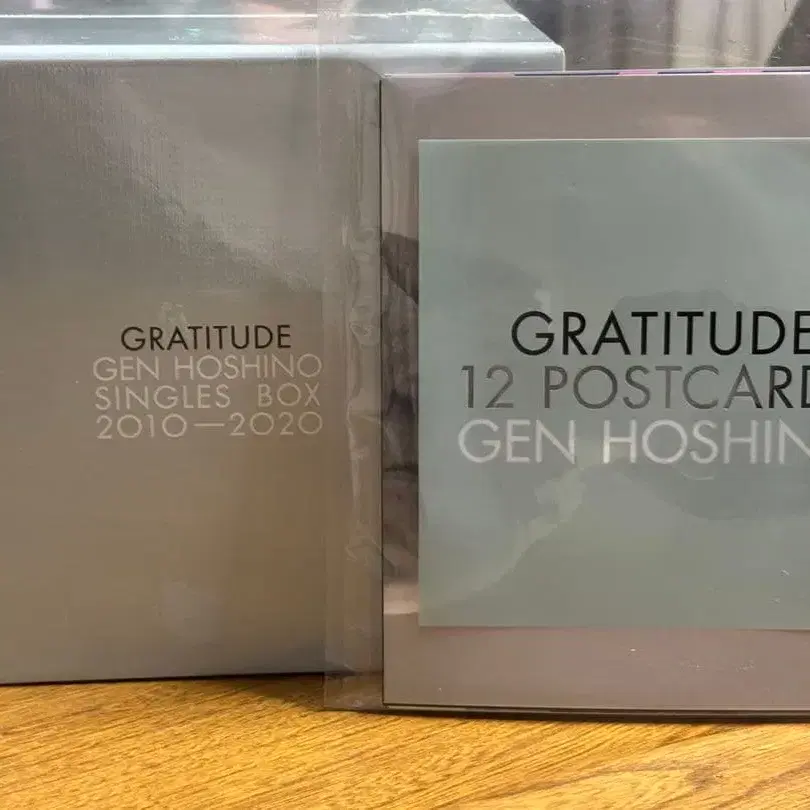 GRATITUDE
GEN HOSHINO
SINGLES BOX
2010—2020
GRATITUDE
12 POSTCARD
GEN HOSHIN